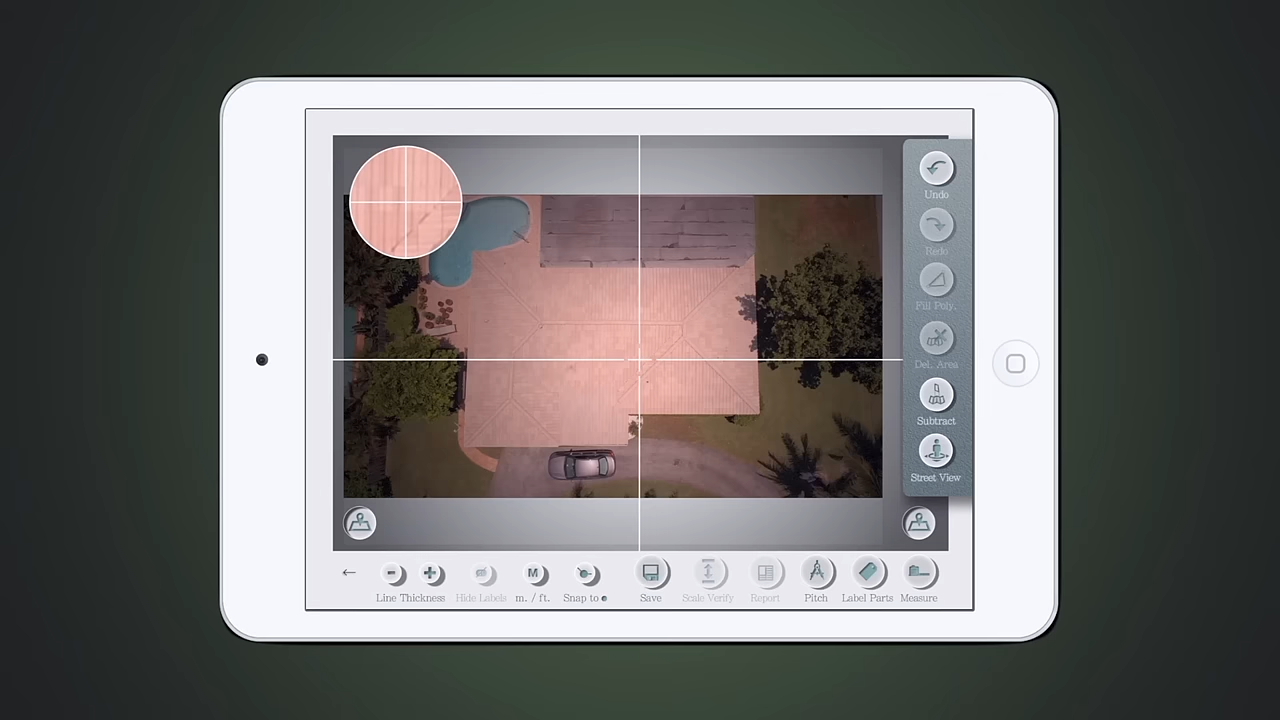 Undo
Redo
Fill Poly.
Del. Area
Subtract
Street View
M
Line Thickness
Hide Labels
m. / ft.
Snap to
Save
Scale Verify
Report
Pitch
Label Parts
Measure